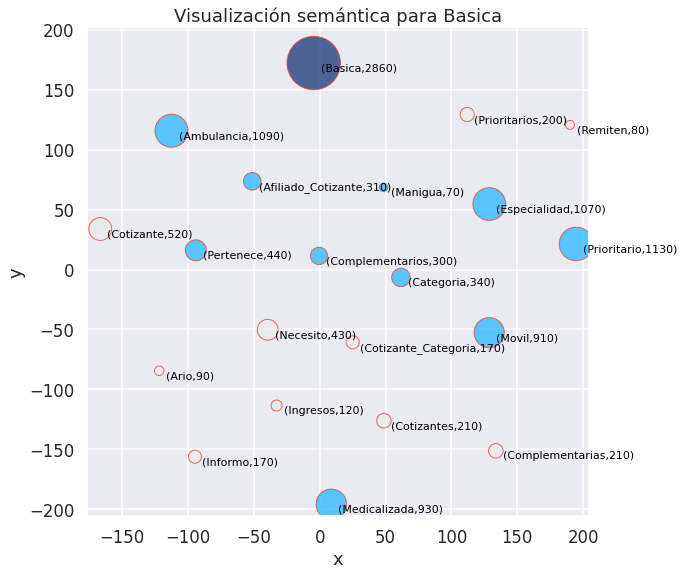 Visualización semántica para Basica
200
(Basica,2860)
150
(Prioritarios,200)
(Remiten,80)
(Ambulancia,1090)
100
(Afiliado_Cotizante,310)
(Manigua,70)
50
(Especialidad,1070)
(Cotizante,520)
(Prioritario,1130)
(Pertenece,440)
(Complementarios,300)
0
y
(Categoria,340)
−50
(Necesito,430)
(Movil,910)
(Cotizante_Categoria,170)
(Ario,90)
−100
(Ingresos,120)
(Cotizantes,210)
−150
(Informo,170)
(Complementarias,210)
−200
(Medicalizada,930)
−150 −100 −50 0 50 100 150 200
x